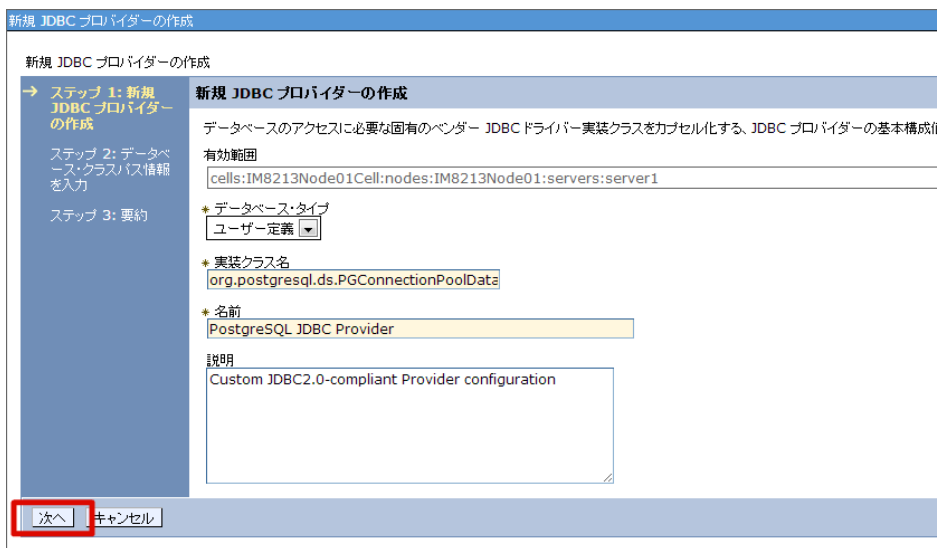 新規 JDBC プロバイダーの作成
新規 JDBC プロバイダーの作成
→ ステップ 1: 新規
JDBC プロバイダー
の作成
ステップ 2: データベ
ース・クラスパス情報
を入力
ステップ 3: 要約
新規 JDBC プロバイダーの作成
データベースのアクセスに必要な固有のベンダー JDBC ドライバー実装クラスをカプセル化する、JDBC プロバイダーの基本構成
有効範囲
cells:IM8213Node01Cell:nodes:IM8213Node01:servers:server1
* データベース・タイプ
ユーザー定義
* 実装クラス名
org.postgresql.ds.PGConnectionPoolData
* 名前
PostgreSQL JDBC Provider
説明
Custom JDBC2.0-compliant Provider configuration
次へ キャンセル